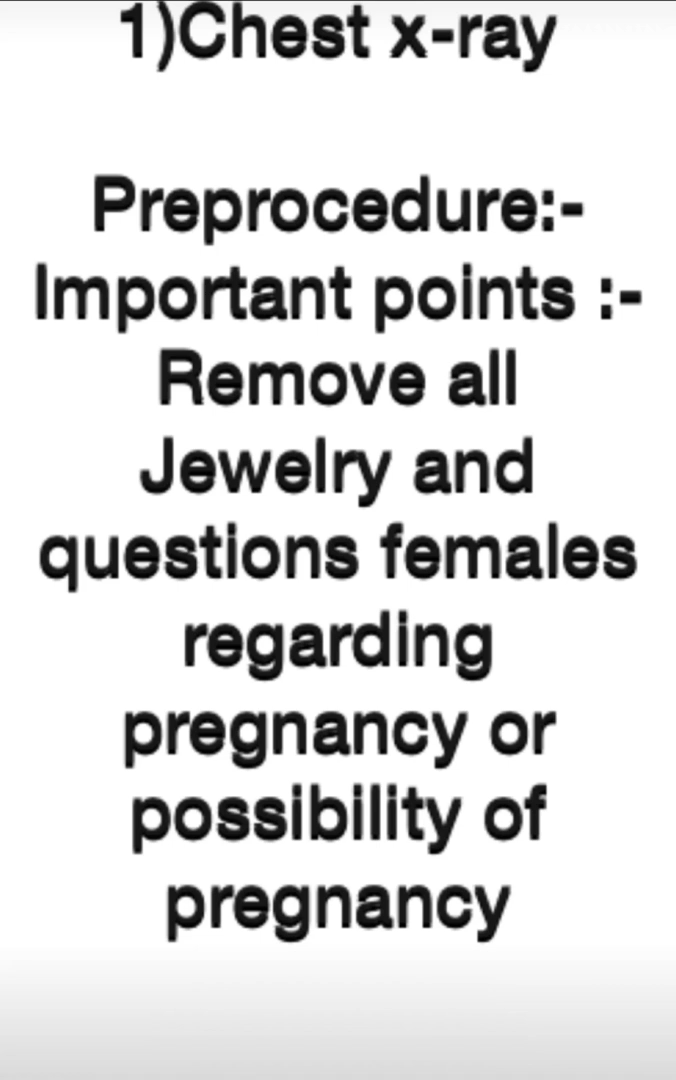 1)Chest x-ray
Preprocedure:-
Important points :-
Remove all
Jewelry and
questions females
regarding
pregnancy or
possibility of
pregnancy